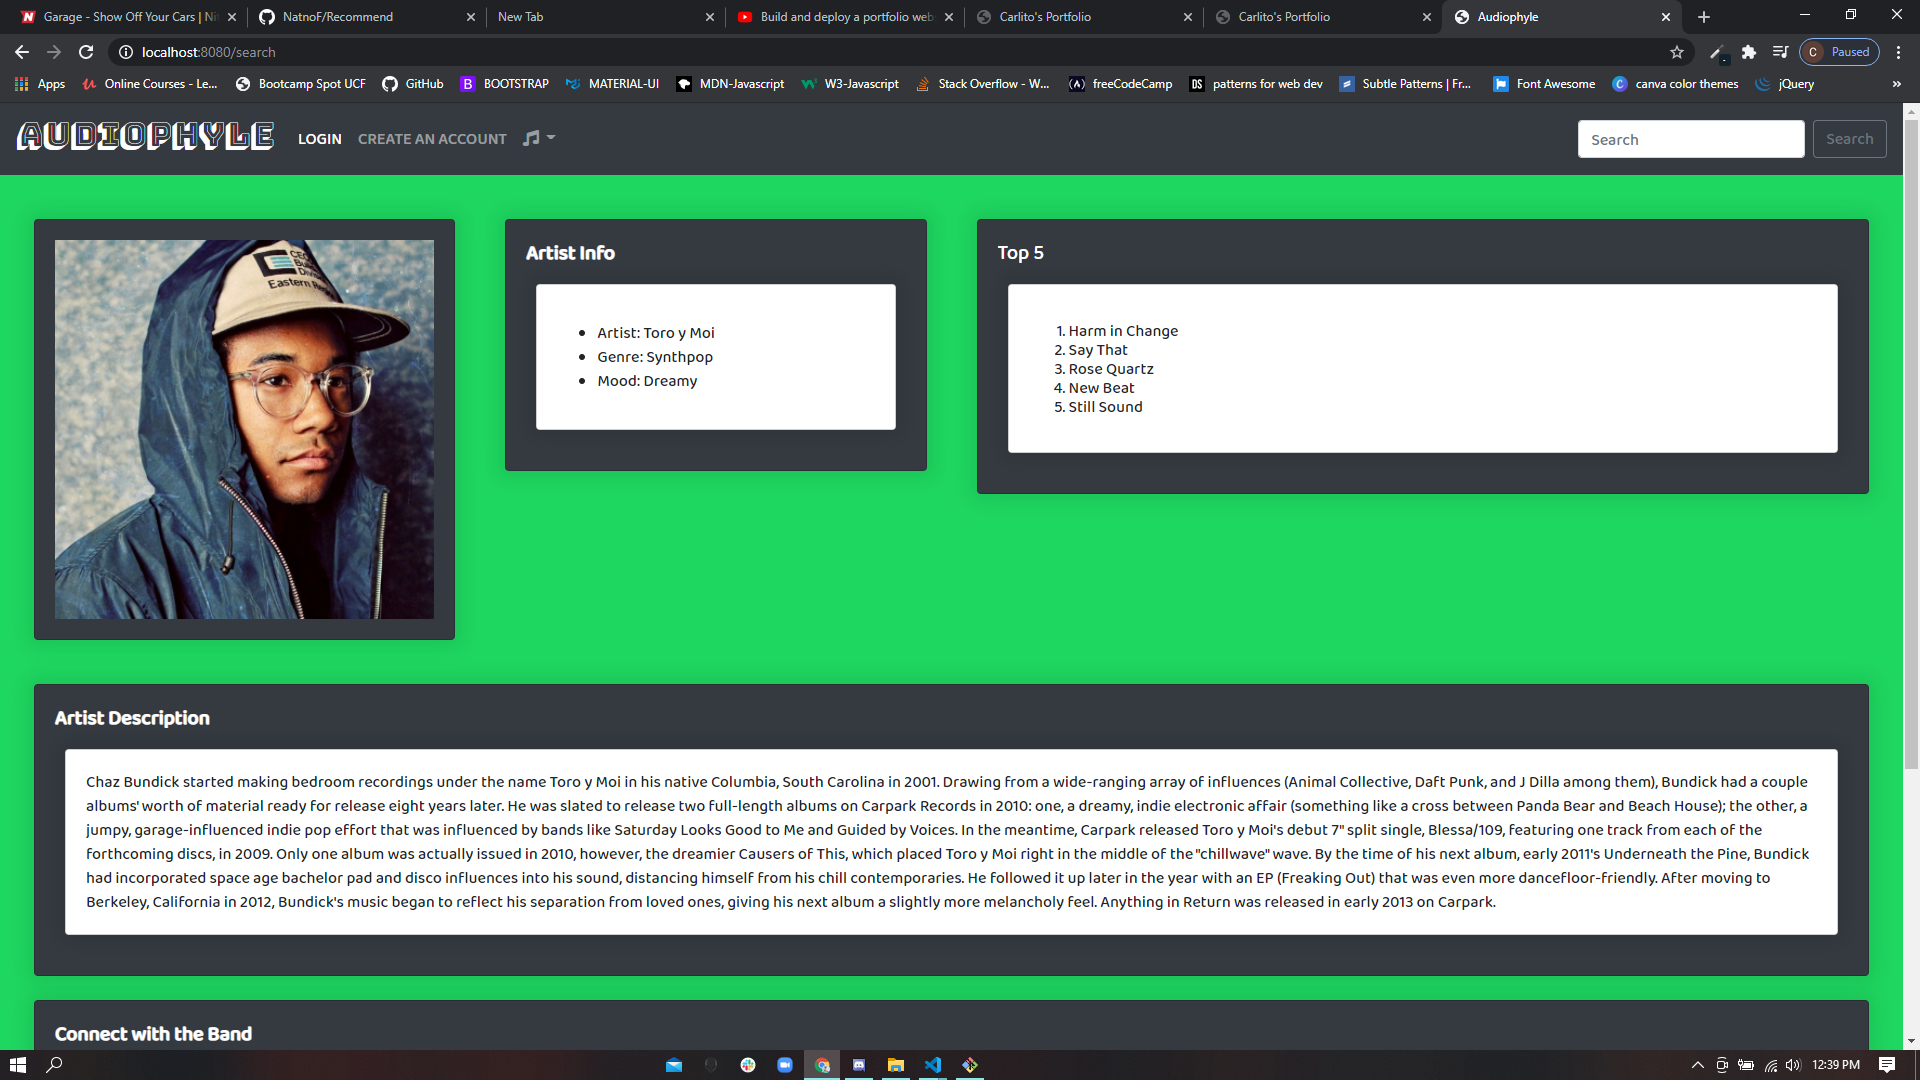 Garage - Show Off Your Cars | Ni
NatnoF/Recommend
New Tab
Build and deploy a portfolio web
Carlito's Portfolio
Carlito's Portfolio
Audiophyle
localhost:8080/search
C Paused
Apps
Online Courses - Le...
Bootcamp Spot UCF
GitHub
B BOOTSTRAP
MATERIAL-UI
MDN-Javascript
W3-Javascript
Stack Overflow - W...
freeCodeCamp
DS patterns for web dev
Subtle Patterns | Fr...
Font Awesome
C canva color themes
jQuery
»
AUDIOPHYLE
LOGIN
CREATE AN ACCOUNT
Search
Search
Eastern
Artist Info
• Artist: Toro y Moi
• Genre: Synthpop
• Mood: Dreamy
Top 5
1. Harm in Change
2. Say That
3. Rose Quartz
4. New Beat
5. Still Sound
Artist Description
Chaz Bundick started making bedroom recordings under the name Toro y Moi in his native Columbia, South Carolina in 2001. Drawing from a wide-ranging array of influences (Animal Collective, Daft Punk, and J Dilla among them), Bundick had a couple
albums' worth of material ready for release eight years later. He was slated to release two full-length albums on Carpark Records in 2010: one, a dreamy, indie electronic affair (something like a cross between Panda Bear and Beach House); the other, a
jumpy, garage-influenced indie pop effort that was influenced by bands like Saturday Looks Good to Me and Guided by Voices. In the meantime, Carpark released Toro y Moi's debut 7" split single, Blessa/109, featuring one track from each of the
forthcoming discs, in 2009. Only one album was actually issued in 2010, however, the dreamier Causers of This, which placed Toro y Moi right in the middle of the "chillwave" wave. By the time of his next album, early 2011's Underneath the Pine, Bundick
had incorporated space age bachelor pad and disco influences into his sound, distancing himself from his chill contemporaries. He followed it up later in the year with an EP (Freaking Out) that was even more dancefloor-friendly. After moving to
Berkeley, California in 2012, Bundick's music began to reflect his separation from loved ones, giving his next album a slightly more melancholy feel. Anything in Return was released in early 2013 on Carpark.
Connect with the Band
12:39 PM